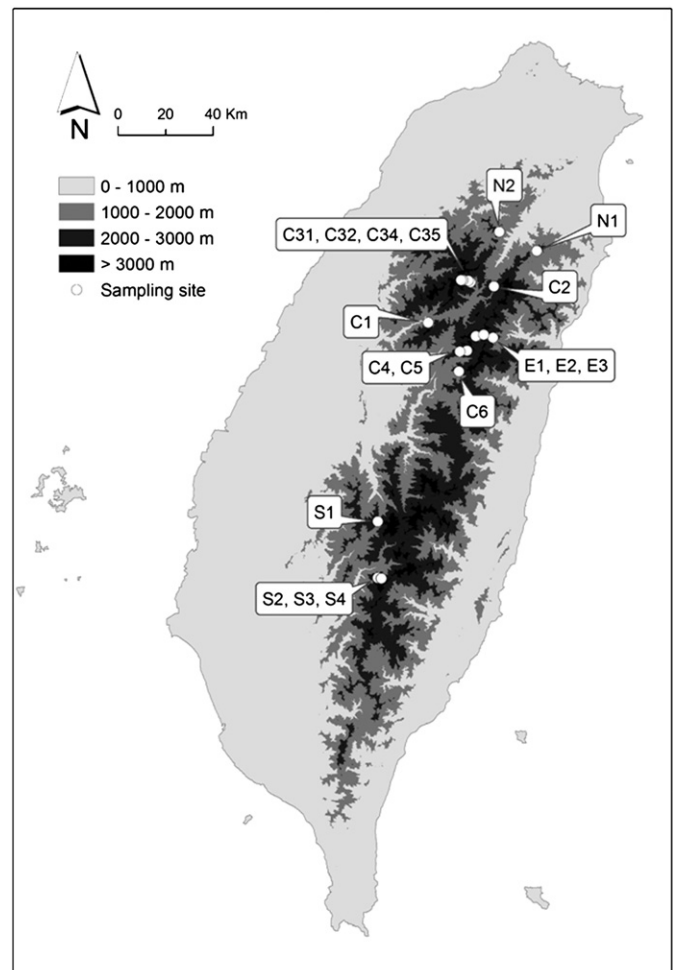 N
0 20 40 Km
0 - 1000 m
1000 - 2000 m
2000 - 3000 m
> 3000 m
Sampling site
N2
N1
C31, C32, C34, C35
C2
C1
C4, C5
E1, E2, E3
C6
S1
S2, S3, S4